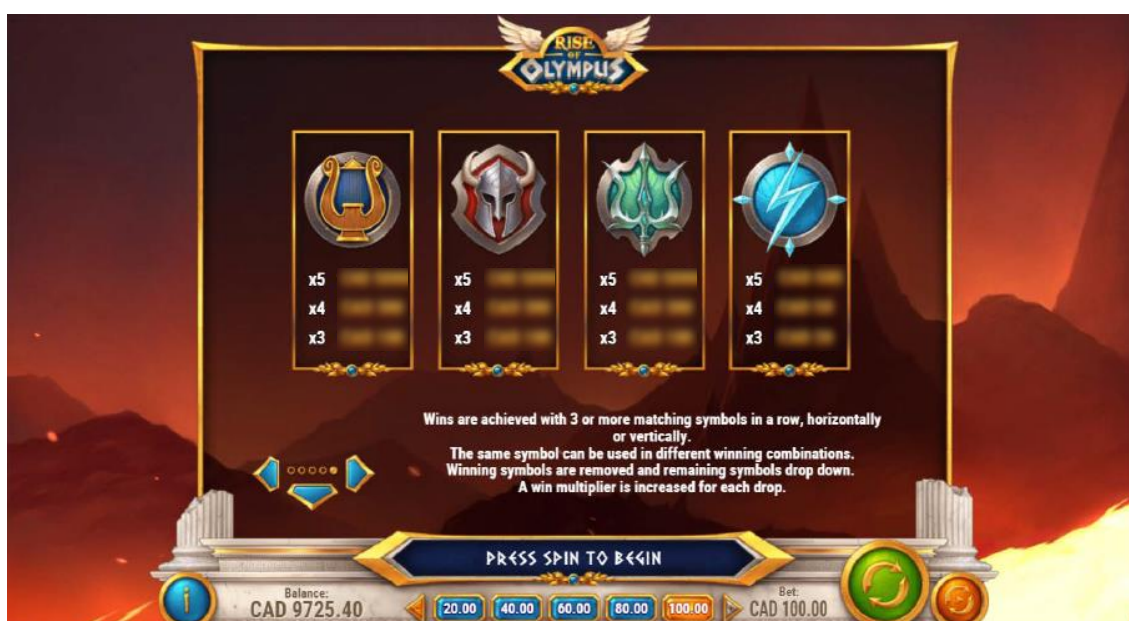 RISE
OF
OLYMPUS
x5
x4
x3
x5
x4
x3
x5
x4
x3
x5
x4
x3
Wins are achieved with 3 or more matching symbols in a row, horizontally
or vertically.
The same symbol can be used in different winning combinations.
Winning symbols are removed and remaining symbols drop down.
A win multiplier is increased for each drop.
PRESS SPIN TO BEGIN
i
Balance:
CAD 9725.40
20.00 40.00 60.00 80.00 100.00
Bet:
CAD 100.00